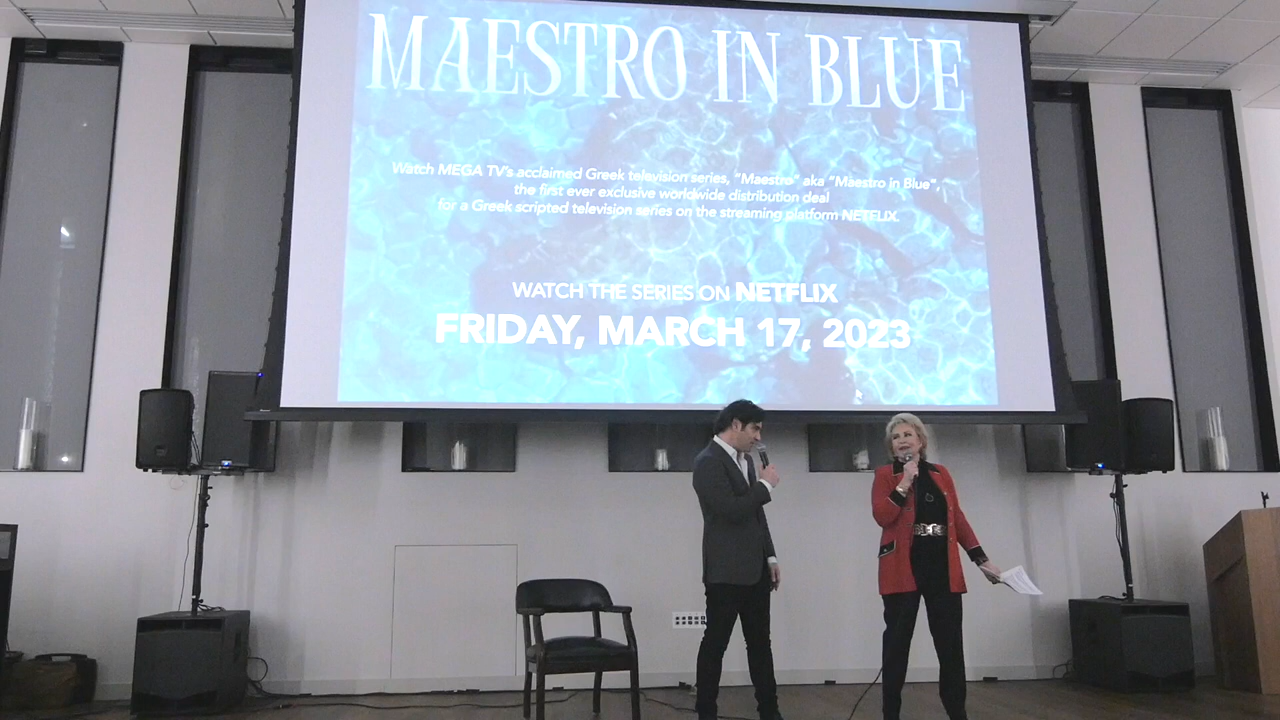 MAESTRO IN BLUE
Watch MEGA TV's acclaimed Greek television series, "Maestro" aka "Maestro in Blue",
the first ever exclusive worldwide distribution deal
for a Greek scripted television series on the streaming platform NETFLIX.
WATCH THE SERIES ON NETFLIX
FRIDAY, MARCH 17, 2023